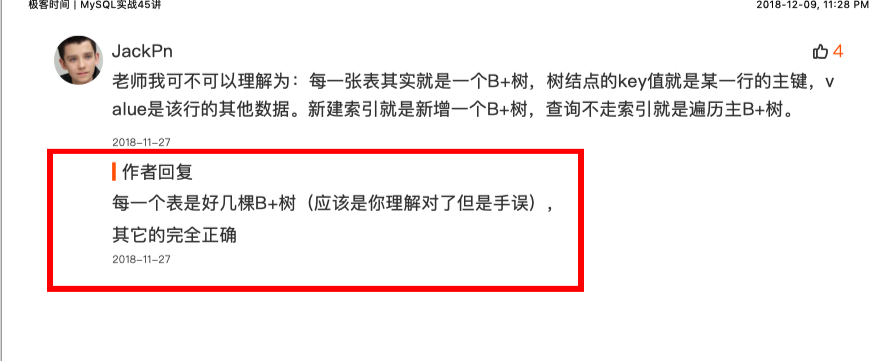 极客时间 | MySQL实战45讲
2018-12-09, 11:28 PM
JackPn
4
老师我可不可以理解为：每一张表其实就是一个B+树，树结点的key值就是某一行的主键，v
alue是该行的其他数据。新建索引就是新增一个B+树，查询不走索引就是遍历主B+树。
2018-11-27
作者回复
每一个表是好几棵B+树（应该是你理解对了但是手误），
其它的完全正确
2018-11-27